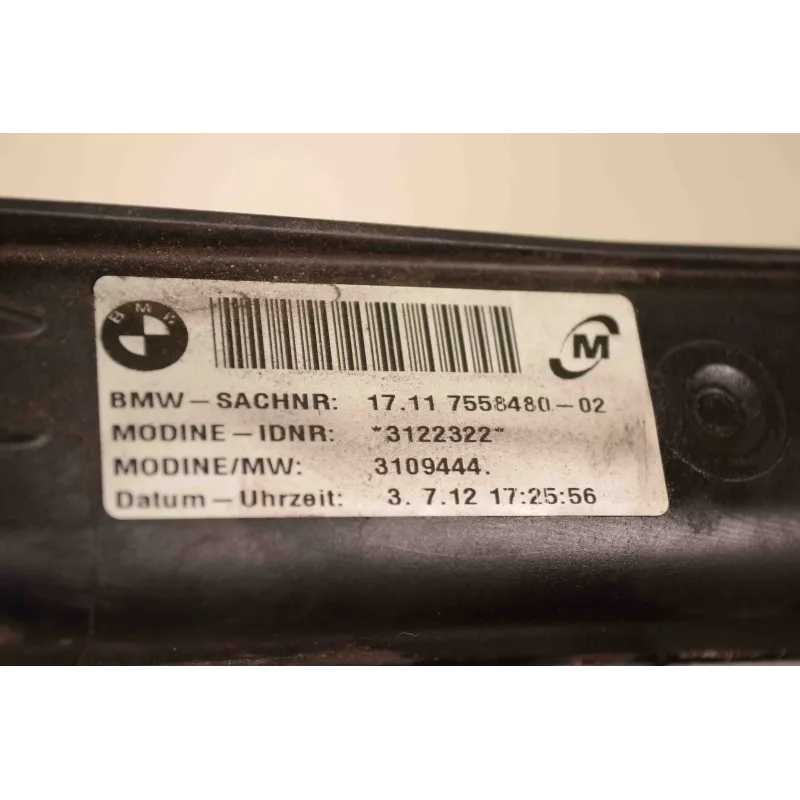 BMW
M
BMW-SACHNR: 17.11 7558480-02
MODINE-IDNR: *3122322*
MODINE/MW: 3109444.
Datum-Uhrzeit: 3. 7.12 17:25:56